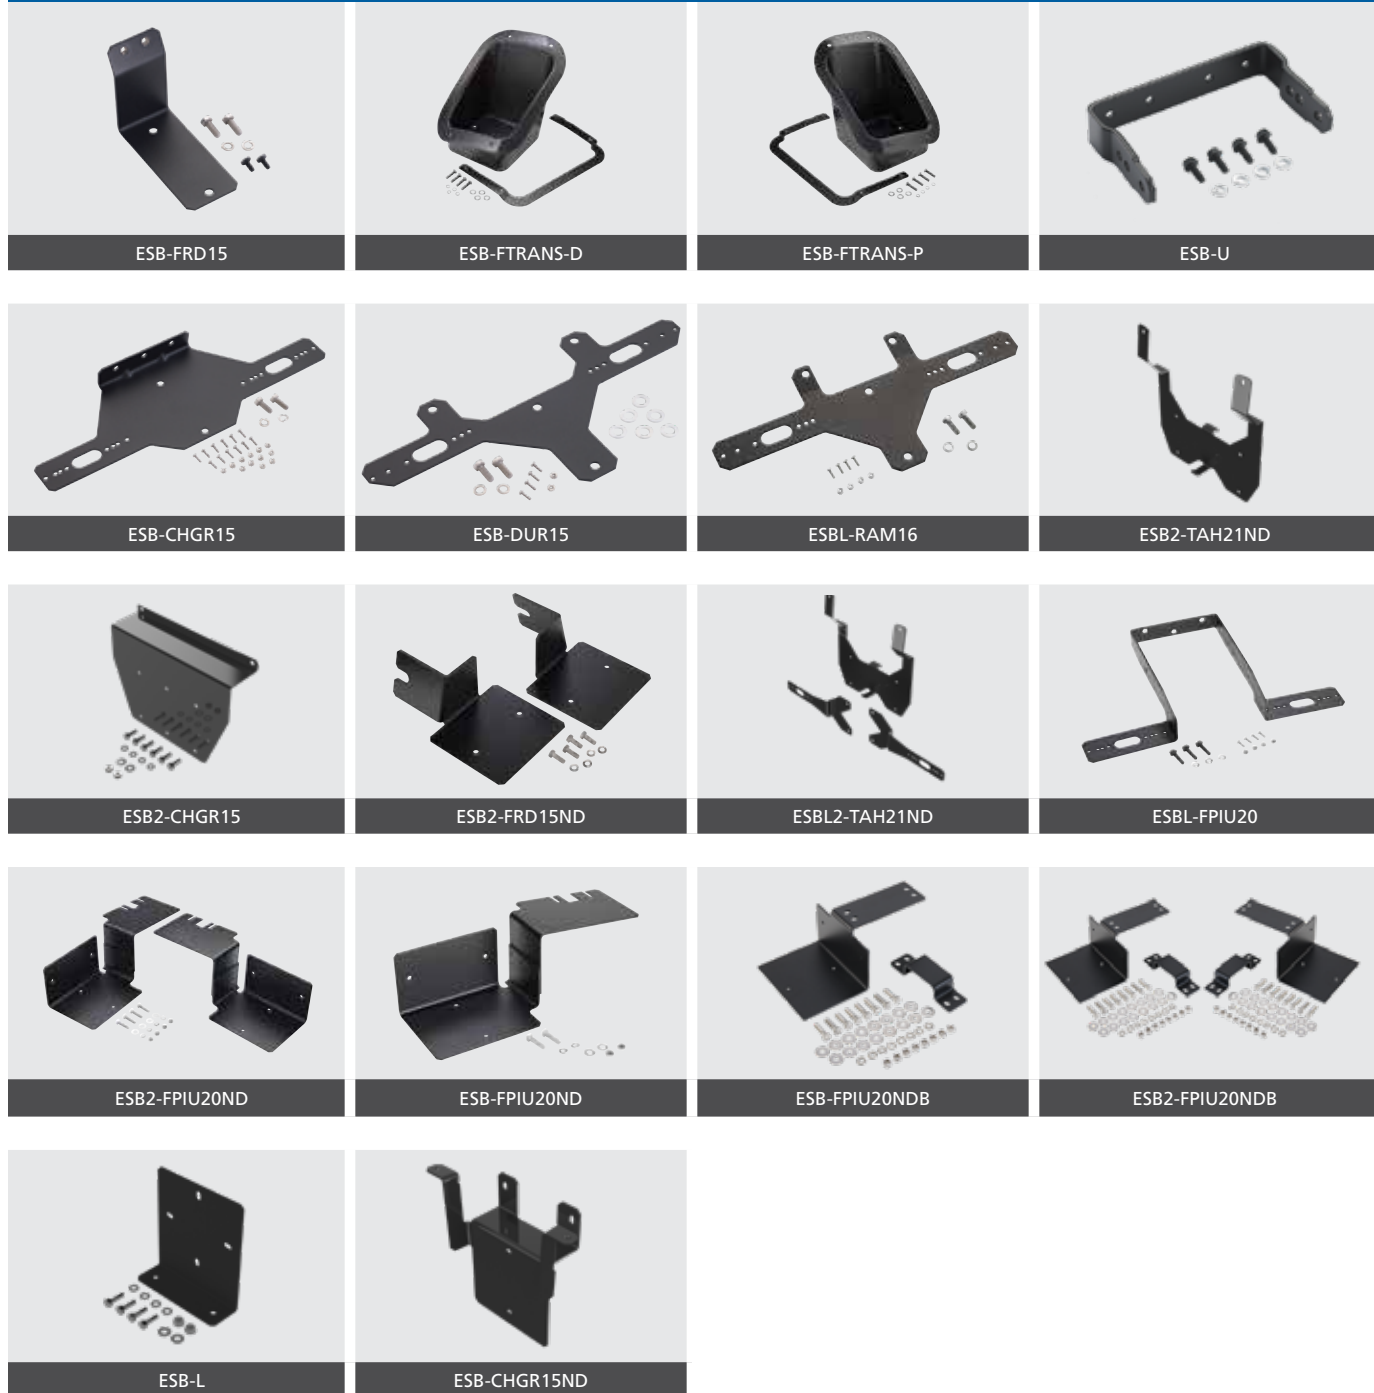 ESB-FRD15
ESB-FTRANS-D
ESB-FTRANS-P
ESB-U
ESB-CHGR15
ESB-DUR15
ESBL-RAM16
ESB2-TAH21ND
ESB2-CHGR15
ESB2-FRD15ND
ESBL2-TAH21ND
ESBL-FPIU20
ESB2-FPIU20ND
ESB-FPIU20ND
ESB-FPIU20NDB
ESB2-FPIU20NDB
ESB-L
ESB-CHGR15ND